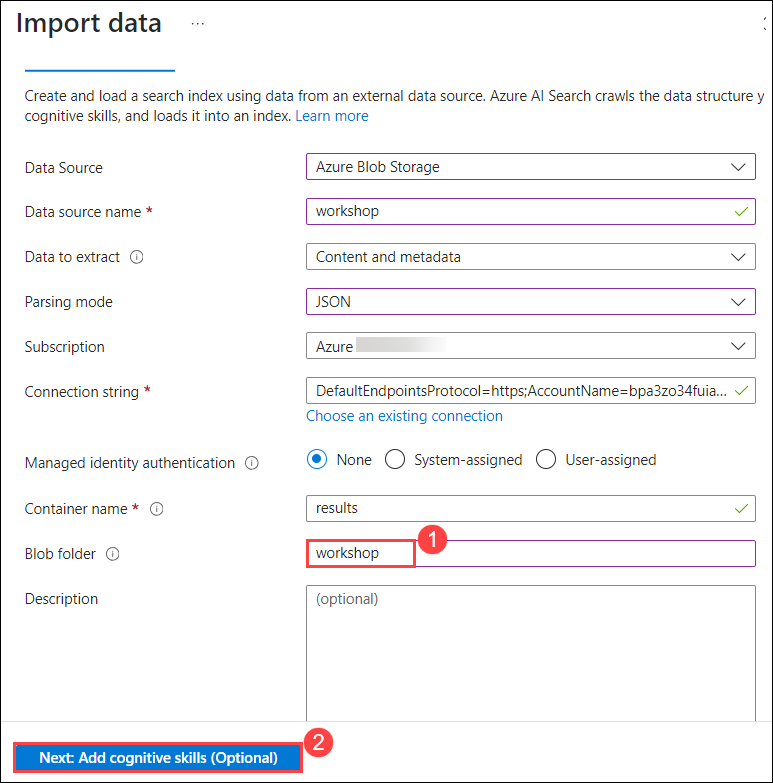 Import data ...
Create and load a search index using data from an external data source. Azure AI Search crawls the data structure y
cognitive skills, and loads it into an index. Learn more
Data Source Azure Blob Storage
Data source name * workshop
Data to extract Content and metadata
Parsing mode JSON
Subscription Azure
Connection string * DefaultEndpointsProtocol=https;AccountName=bpa3zo34fuia...
Choose an existing connection
Managed identity authentication None System-assigned User-assigned
Container name * results
Blob folder workshop 1
Description (optional)
Next: Add cognitive skills (Optional) 2